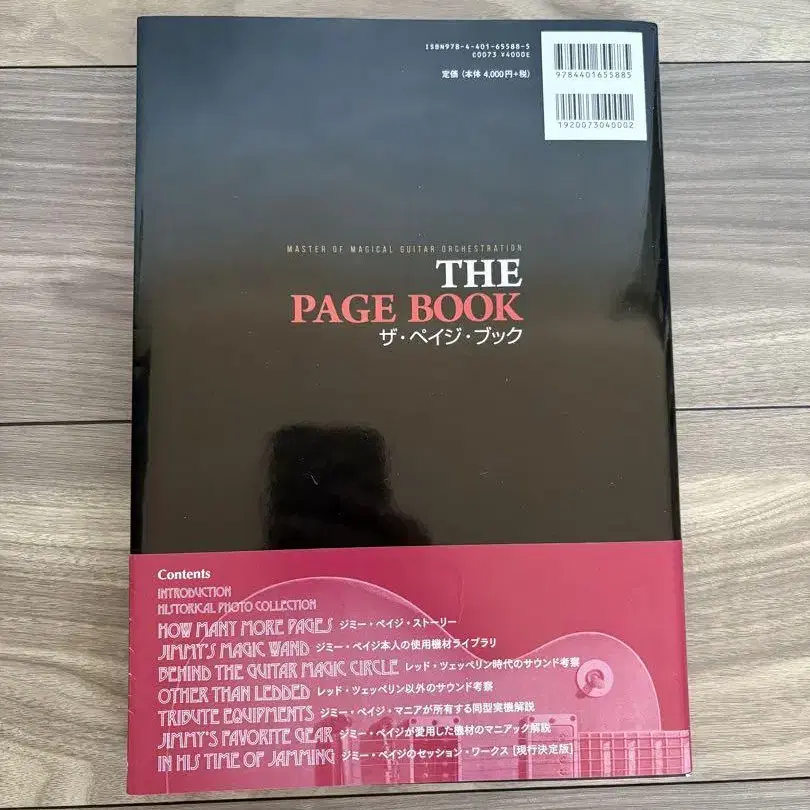 ISBN978-4-401-65588-5
C0073 ¥4000E
定価（本体 4,000円+税）
9784401655885
1920073040002
MASTER OF MAGICAL GUITAR ORCHESTRATION
THE
PAGE BOOK
ザ・ペイジ・ブック
Contents
INTRODUCTION
HISTORICAL PHOTO COLLECTION
HOW MANY MORE PAGES ジミー・ペイジ・ストーリー
JIMMY'S MAGIC WAND ジミー・ペイジ本人の使用機材ライブラリ
BEHIND THE GUITAR MAGIC CIRCLE レッド・ツェッペリン時代のサウンド考察
OTHER THAN LEDDED レッド・ツェッペリン以外のサウンド考察
TRIBUTE EQUIPMENTS ジミー・ペイジ・マニアが所有する同型実機解説
JIMMY'S FAVORITE GEAR ジミー・ペイジが愛用した機材のマニアック解説
IN HIS TIME OF JAMMING ジミー・ペイジのセッション・ワークス［現行決定版］